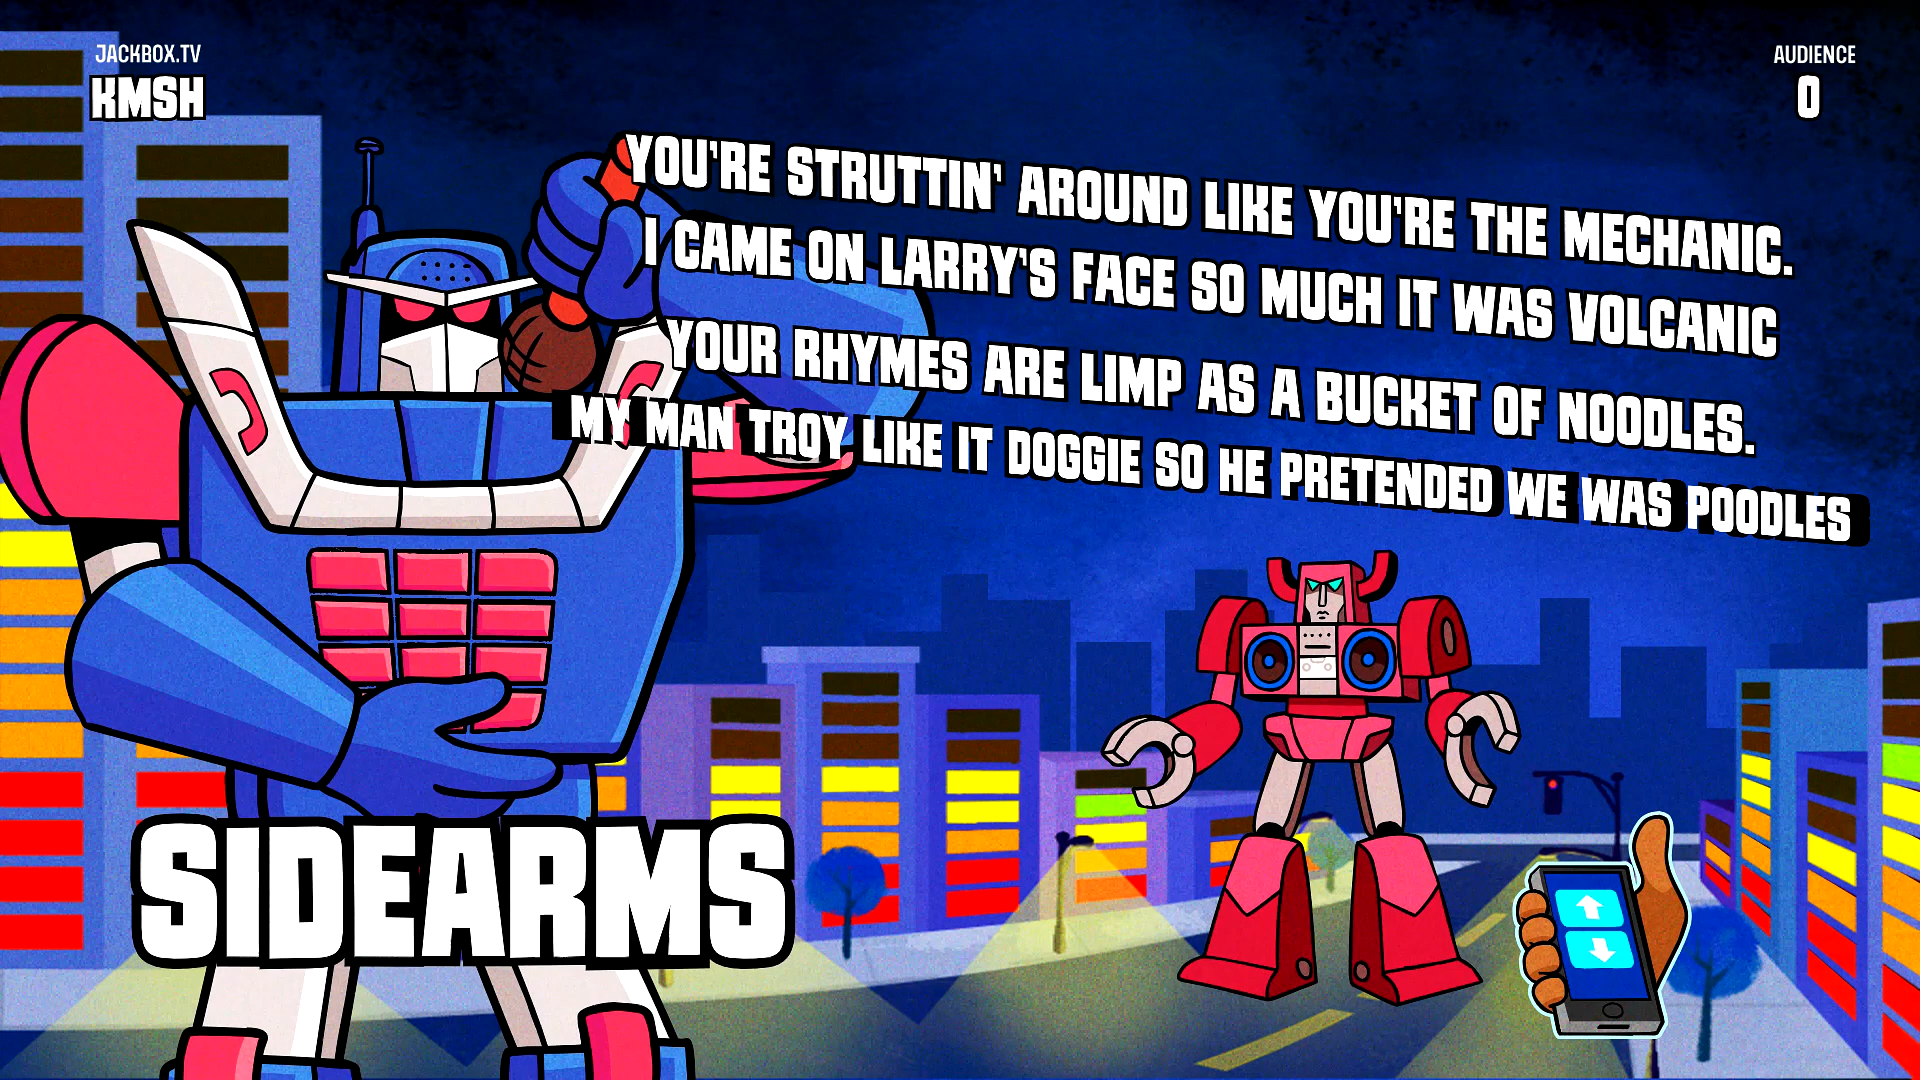 JACKBOX.TV
KMSH
AUDIENCE
0
YOU'RE STRUTTIN' AROUND LIKE YOU'RE THE MECHANIC.
I CAME ON LARRY'S FACE SO MUCH IT WAS VOLCANIC
YOUR RHYMES ARE LIMP AS A BUCKET OF NOODLES.
MY MAN TROY LIKE IT DOGGIE SO HE PRETENDED WE WAS POODLES
SIDEARMS